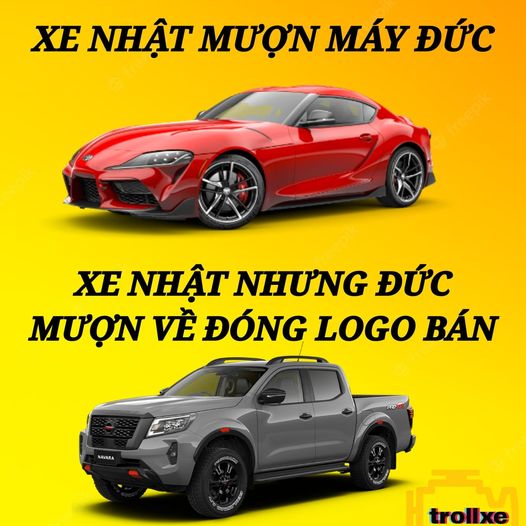 XE NHẬT MƯỢN MÁY ĐỨC
XE NHẬT NHƯNG ĐỨC
MƯỢN VỀ ĐÓNG LOGO BÁN
NAVARA
trollxe